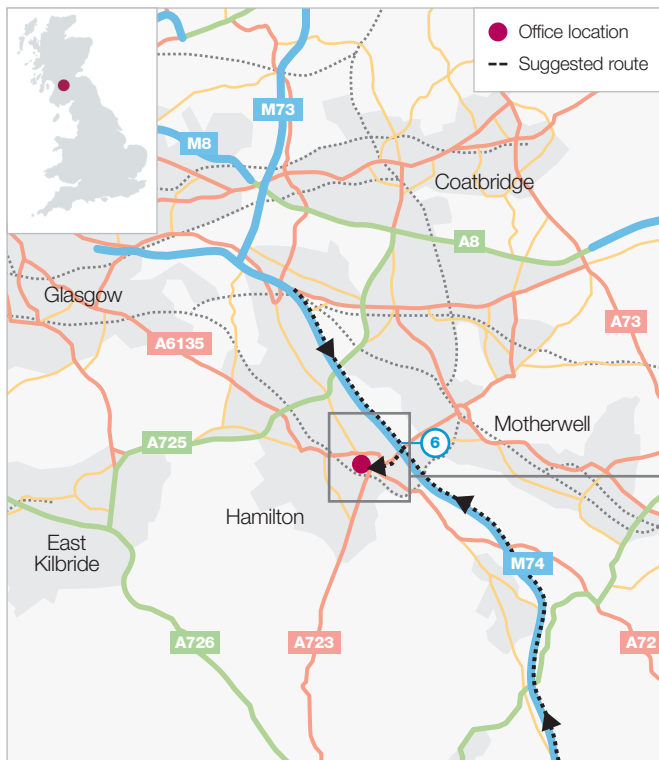 Office location
Suggested route
M73
M8
Coatbridge
A8
Glasgow
A73
A6135
Motherwell
A725
6
Hamilton
East
Kilbride
M74
A726
A723
A72